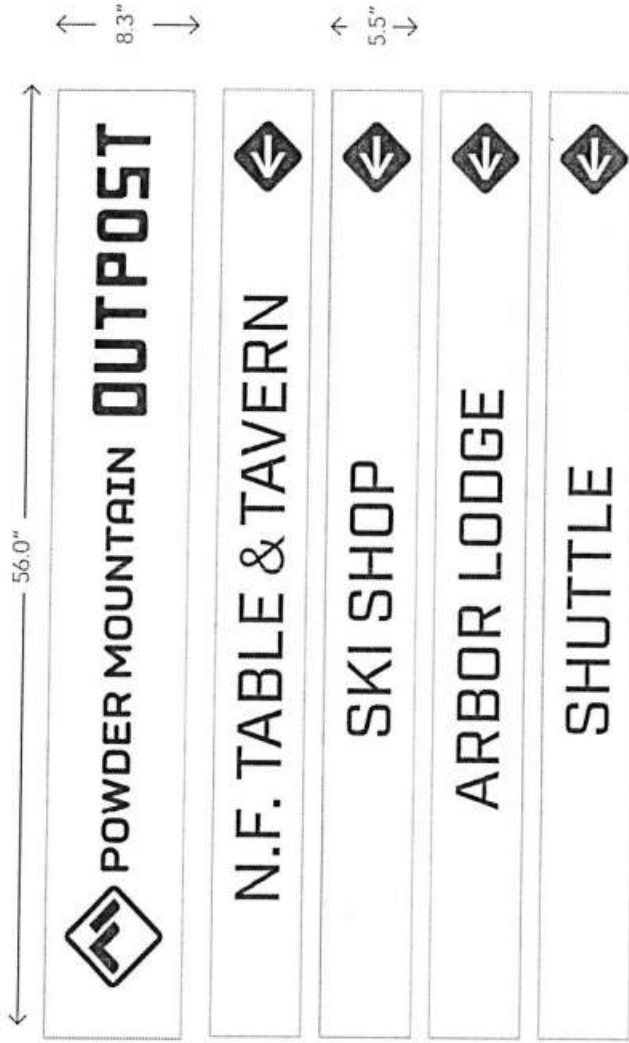 56.0"
8.3"
POWDER MOUNTAIN OUTPOST
N.F. TABLE & TAVERN
5.5"
SKI SHOP
ARBOR LODGE
SHUTTLE